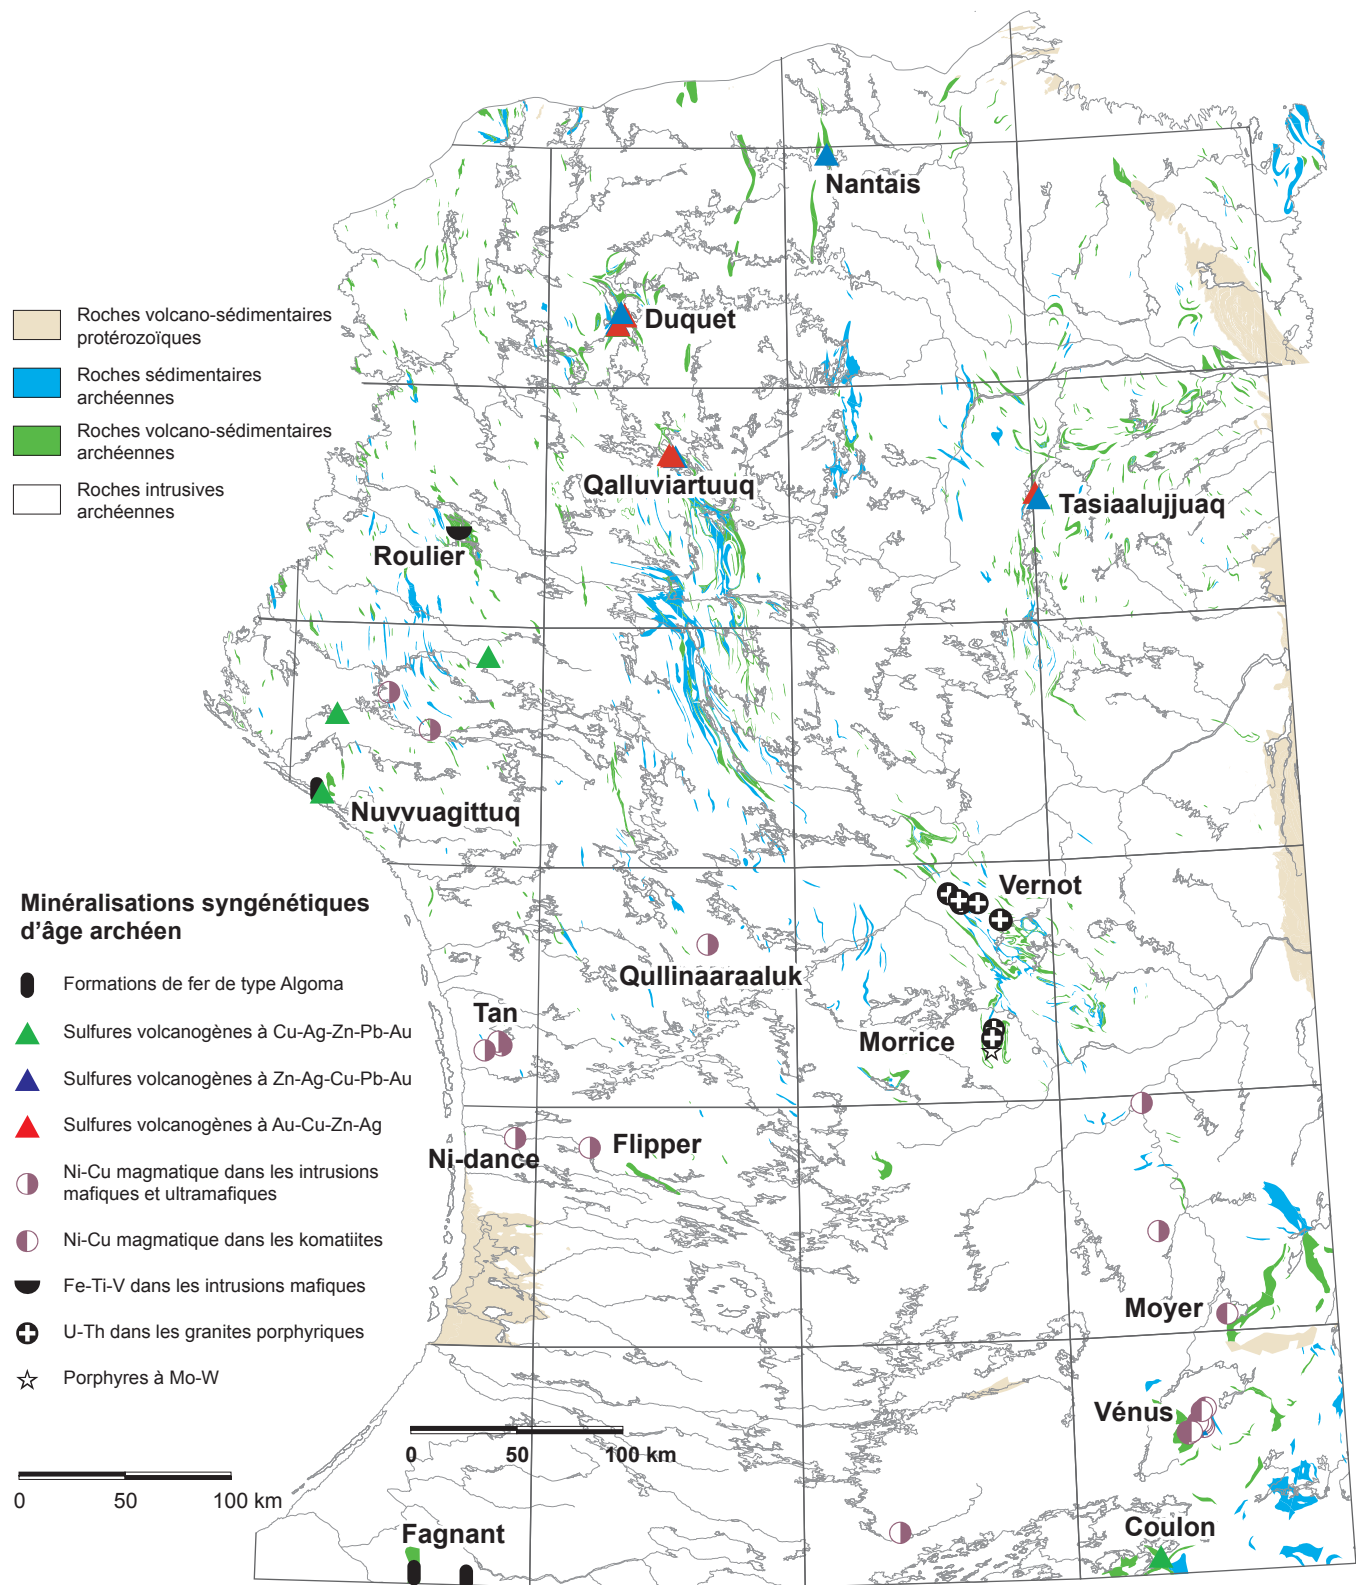 Nantais
Duquet
Roches volcano-sédimentaires
protérozoïques
Roches sédimentaires
archéennes
Roches volcano-sédimentaires
archéennes
Roches intrusives
archéennes
Qalluviartuuq
Tasiaalujjuaq
Roulier
Nuvvuagittuq
Vernot
Qullinaaraaluk
Tan
Morrice
Ni-dance
Flipper
Moyer
Vénus
Coulon
Fagnant
Minéralisations syngénétiques
d'âge archéen
Formations de fer de type Algoma
Sulfures volcanogènes à Cu-Ag-Zn-Pb-Au
Sulfures volcanogènes à Zn-Ag-Cu-Pb-Au
Sulfures volcanogènes à Au-Cu-Zn-Ag
Ni-Cu magmatique dans les intrusions
mafiques et ultramafiques
Ni-Cu magmatique dans les komatiites
Fe-Ti-V dans les intrusions mafiques
U-Th dans les granites porphyriques
Porphyres à Mo-W
0 50 100 km
0 50 100 km